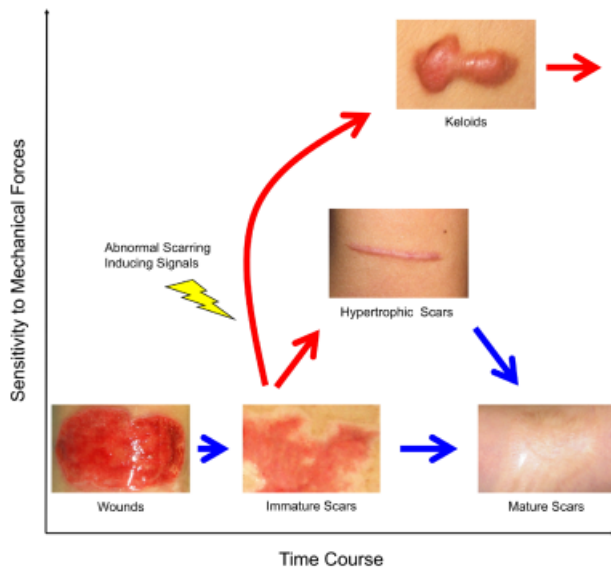 Keloids
Abnormal Scarring
Inducing Signals
Hypertrophic Scars
Wounds
Immature Scars
Mature Scars
Sensitivity to Mechanical Forces
Time Course